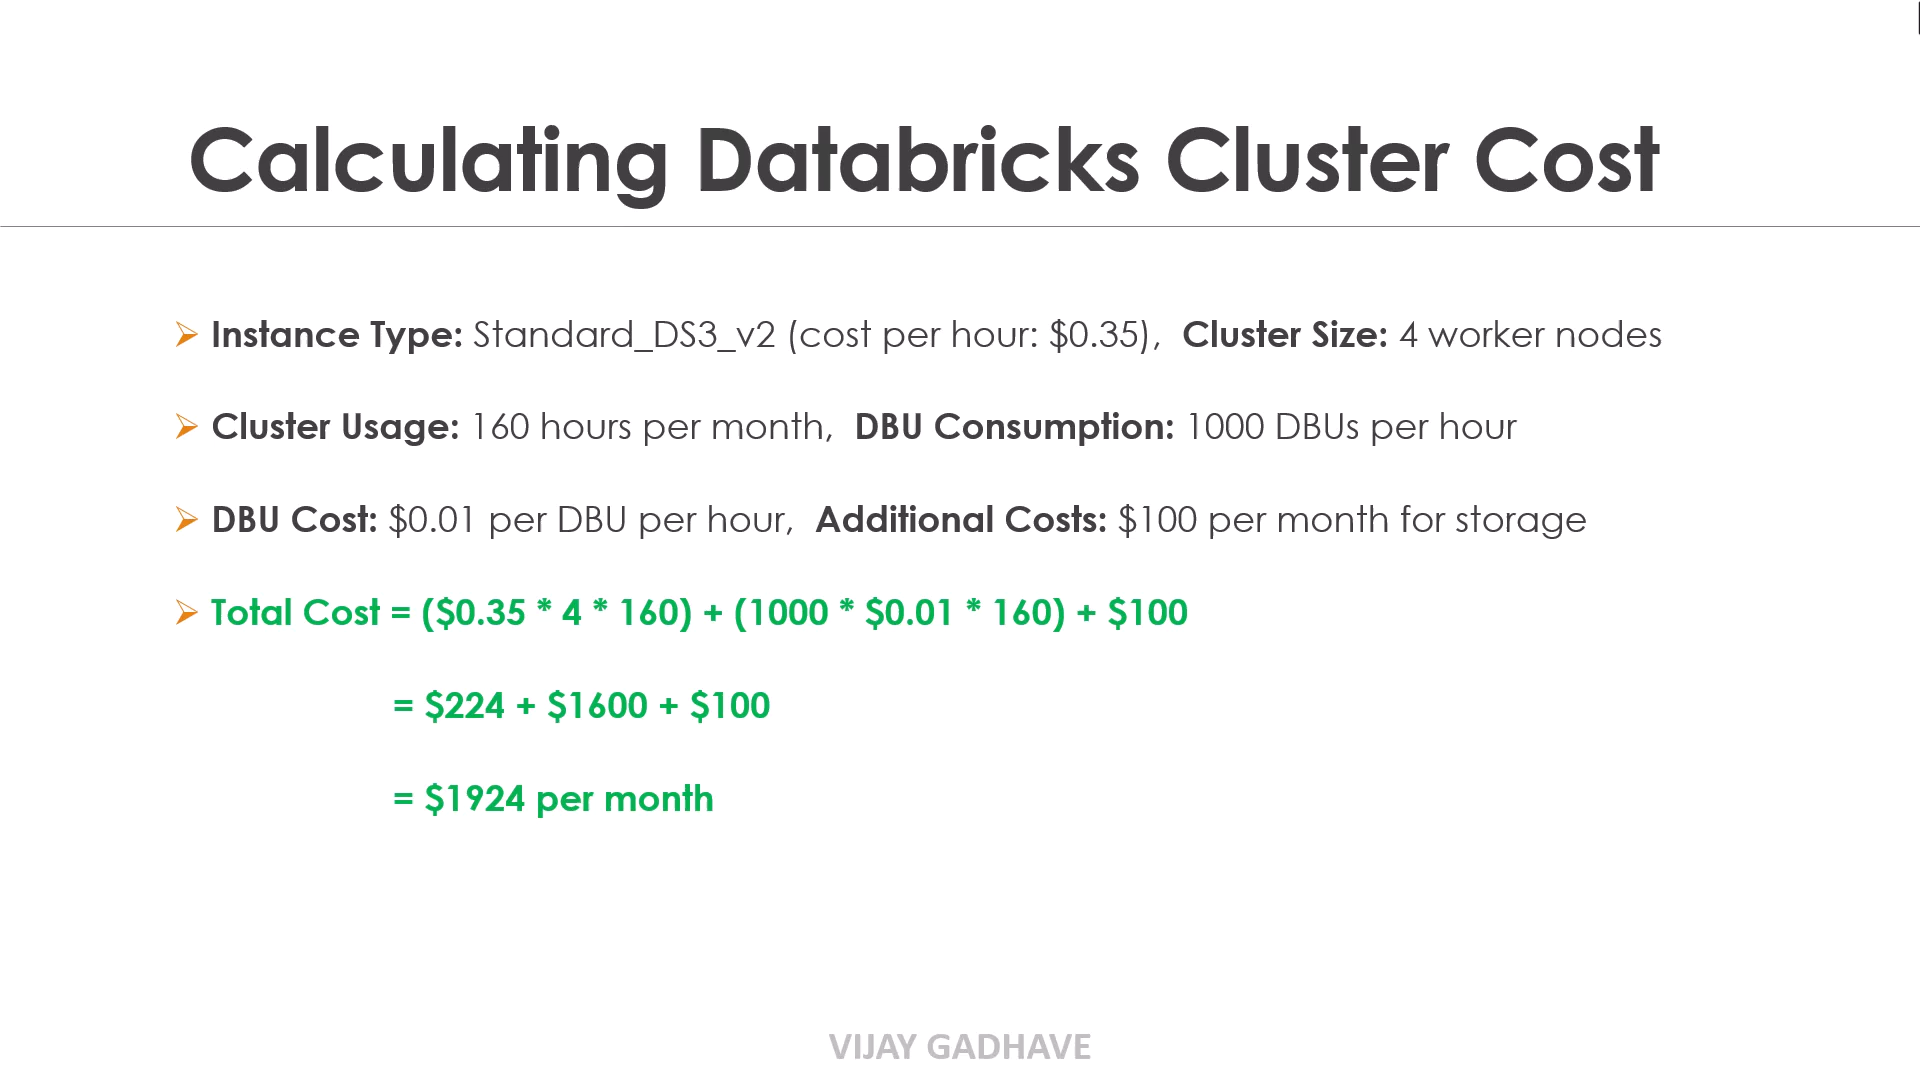 Calculating Databricks Cluster Cost
Instance Type: Standard_DS3_v2 (cost per hour: $0.35), Cluster Size: 4 worker nodes
Cluster Usage: 160 hours per month, DBU Consumption: 1000 DBUs per hour
DBU Cost: $0.01 per DBU per hour, Additional Costs: $100 per month for storage
Total Cost = ($0.35 * 4 * 160) + (1000 * $0.01 * 160) + $100
= $224 + $1600 + $100
= $1924 per month
VIJAY GADHAVE